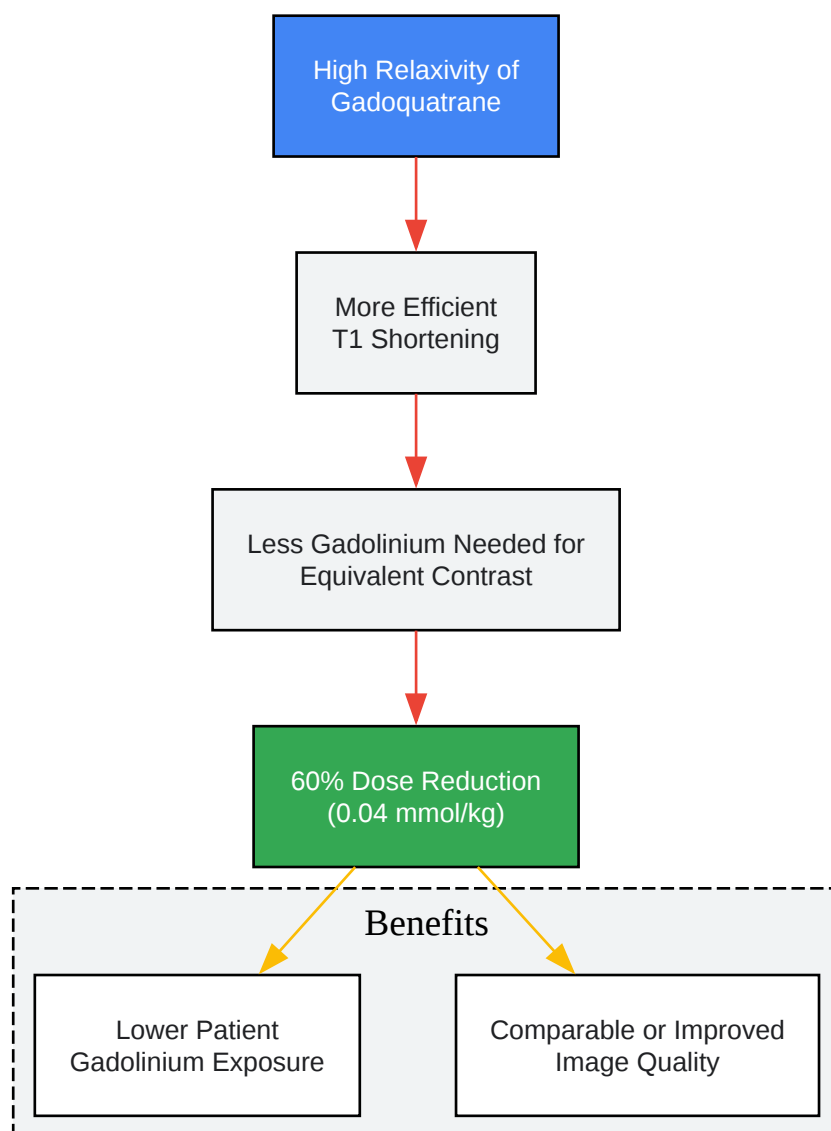 High Relaxivity of
Gadoquatrane
More Efficient
T1 Shortening
Less Gadolinium Needed for
Equivalent Contrast
60% Dose Reduction
(0.04 mmol/kg)
Benefits
Lower Patient
Gadolinium Exposure
Comparable or Improved
Image Quality